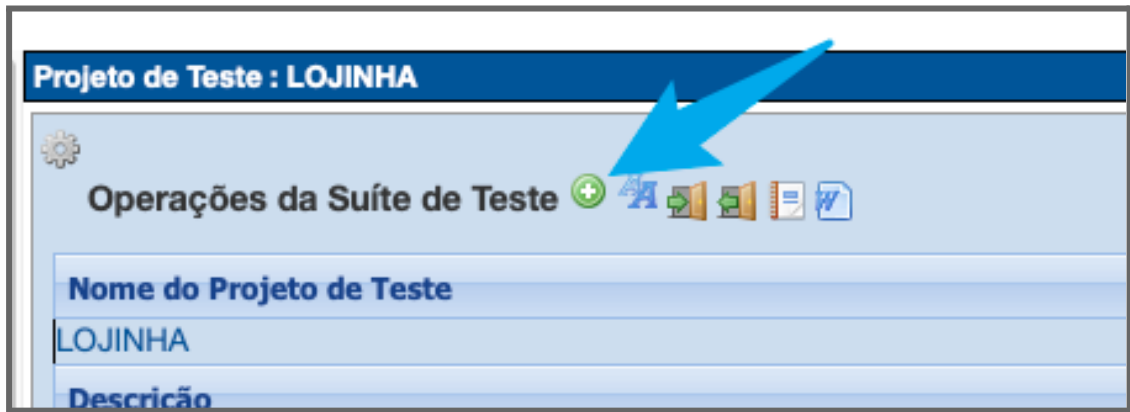 Projeto de Teste : LOJINHA
Operações da Suíte de Teste
Nome do Projeto de Teste
LOJINHA
Descrição